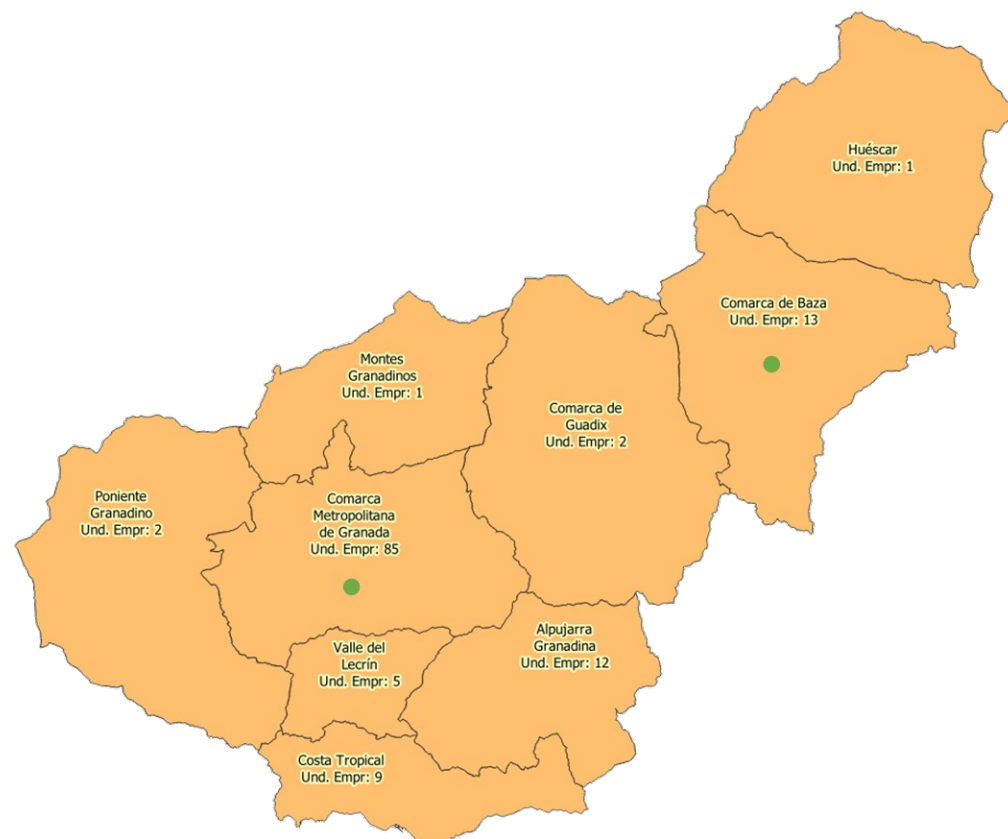 Huéscar
Und. Empr: 1
Comarca de Baza
Und. Empr: 13
Montes
Granadinos
Und. Empr: 1
Comarca de
Guadix
Und. Empr: 2
Poniente
Granadino
Und. Empr: 2
Comarca
Metropolitana
de Granada
Und. Empr: 85
Alpujarra
Granadina
Und. Empr: 12
Valle del
Lecrín
Und. Empr: 5
Costa Tropical
Und. Empr: 9